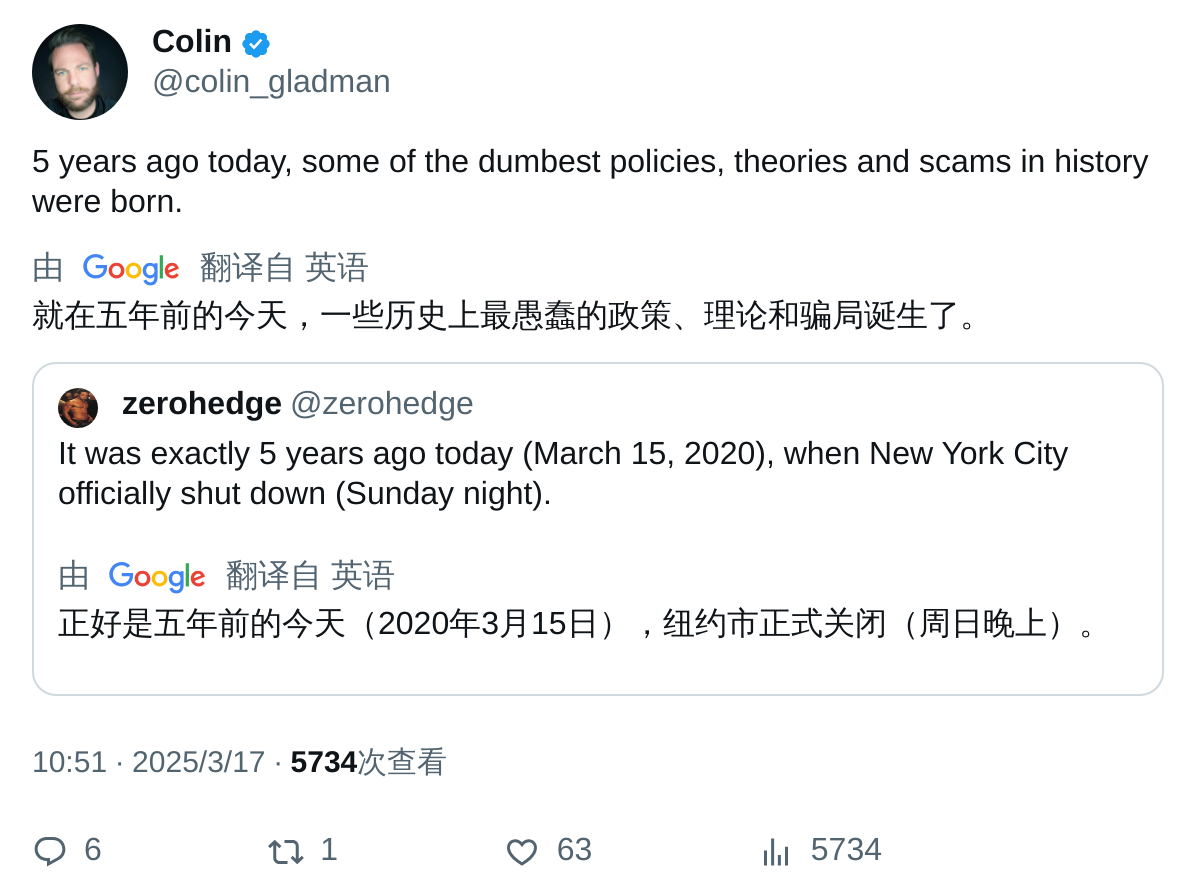 Colin
@colin_gladman
5 years ago today, some of the dumbest policies, theories and scams in history
were born.
由 Google 翻译自 英语
就在五年前的今天，一些历史上最愚蠢的政策、理论和骗局诞生了。
zerohedge @zerohedge
It was exactly 5 years ago today (March 15, 2020), when New York City
officially shut down (Sunday night).
由 Google 翻译自 英语
正好是五年前的今天（2020年3月15日），纽约市正式关闭（周日晚上）。
10:51 · 2025/3/17 · 5734次查看
6 1 63 5734